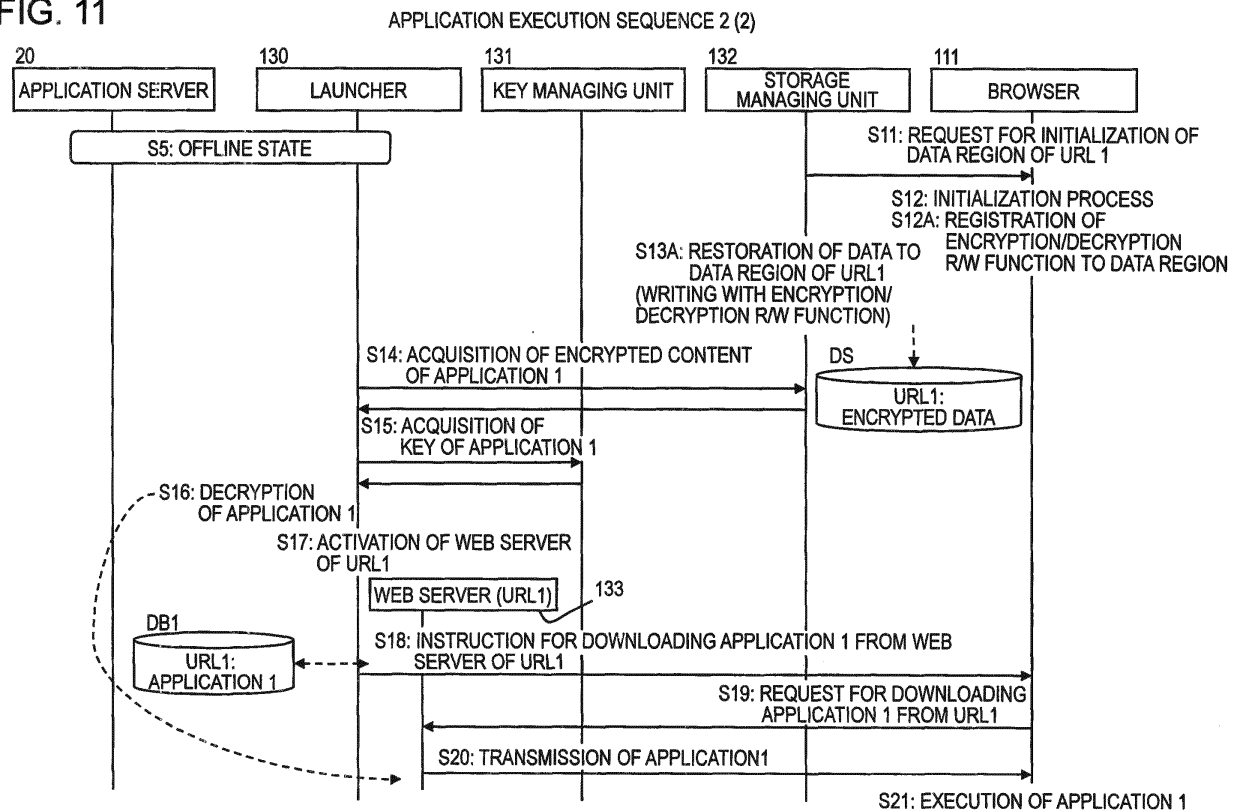 FIG. 11
APPLICATION EXECUTION SEQUENCE 2 (2)
20
130
131
132
111
APPLICATION SERVER
LAUNCHER
KEY MANAGING UNIT
STORAGE
MANAGING UNIT
BROWSER
S5: OFFLINE STATE
S11: REQUEST FOR INITIALIZATION OF
DATA REGION OF URL 1
S12: INITIALIZATION PROCESS
S12A: REGISTRATION OF
ENCRYPTION/DECRYPTION
R/W FUNCTION TO DATA REGION
S13A: RESTORATION OF DATA TO
DATA REGION OF URL1
(WRITING WITH ENCRYPTION/
DECRYPTION R/W FUNCTION)
S14: ACQUISITION OF ENCRYPTED CONTENT
OF APPLICATION 1
DS
URL1:
ENCRYPTED DATA
S15: ACQUISITION OF
KEY OF APPLICATION 1
S16: DECRYPTION
OF APPLICATION 1
S17: ACTIVATION OF WEB SERVER
OF URL1
WEB SERVER (URL1)
133
DB1
URL1:
APPLICATION 1
S18: INSTRUCTION FOR DOWNLOADING APPLICATION 1 FROM WEB
SERVER OF URL1
S19: REQUEST FOR DOWNLOADING
APPLICATION 1 FROM URL1
S20: TRANSMISSION OF APPLICATION1
S21: EXECUTION OF APPLICATION 1